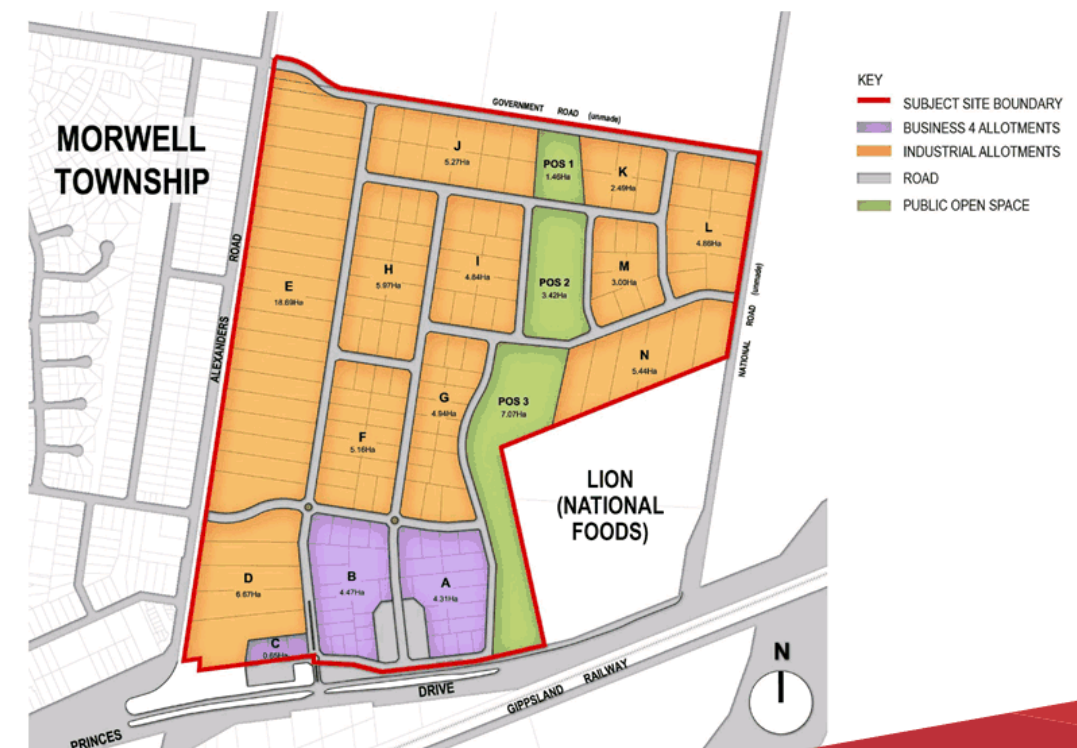 MORWELL
TOWNSHIP
GOVERNMENT ROAD (unmade)
KEY
SUBJECT SITE BOUNDARY
BUSINESS 4 ALLOTMENTS
INDUSTRIAL ALLOTMENTS
ROAD
PUBLIC OPEN SPACE
J
5.27Ha
POS 1
1.46Ha
K
2.49Ha
L
4.86Ha
ALEXANDERS ROAD
E
18.69Ha
H
5.97Ha
I
4.64Ha
POS 2
3.42Ha
M
3.00Ha
NATIONAL ROAD (unmade)
N
5.44Ha
G
4.94Ha
POS 3
7.07Ha
F
5.16Ha
LION
(NATIONAL
FOODS)
D
6.67Ha
B
4.47Ha
A
4.31Ha
C
0.65Ha
PRINCES DRIVE
GIPPSLAND RAILWAY
N